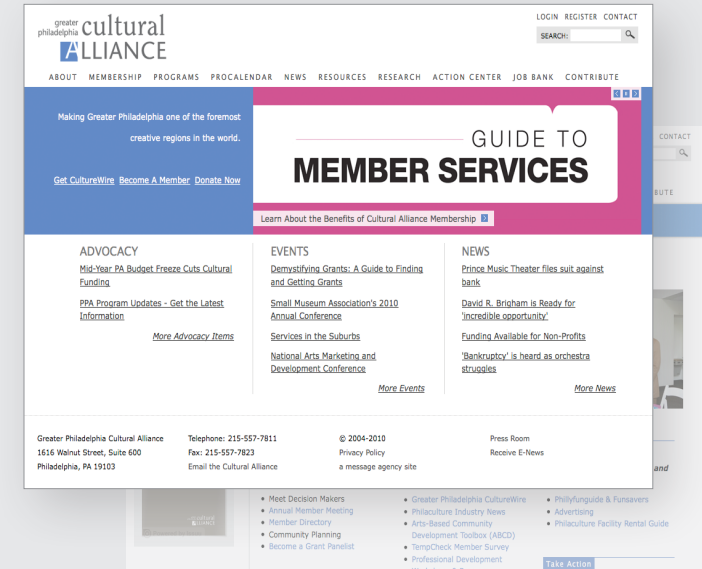 greater
philadelphia cultural
ALLIANCE
LOGIN REGISTER CONTACT
SEARCH:
ABOUT MEMBERSHIP PROGRAMS PROCALENDAR NEWS RESOURCES RESEARCH ACTION CENTER JOB BANK CONTRIBUTE
Making Greater Philadelphia one of the foremost
creative regions in the world.
Get CultureWire Become A Member Donate Now
GUIDE TO
MEMBER SERVICES
Learn About the Benefits of Cultural Alliance Membership
ADVOCACY
Mid-Year PA Budget Freeze Cuts Cultural
Funding
PPA Program Updates - Get the Latest
Information
More Advocacy Items
EVENTS
Demystifying Grants: A Guide to Finding
and Getting Grants
Small Museum Association's 2010
Annual Conference
Services in the Suburbs
National Arts Marketing and
Development Conference
More Events
NEWS
Prince Music Theater files suit against
bank
David R. Brigham is Ready for
'incredible opportunity'
Funding Available for Non-Profits
'Bankruptcy' is heard as orchestra
struggles
More News
Greater Philadelphia Cultural Alliance
1616 Walnut Street, Suite 600
Philadelphia, PA 19103
Telephone: 215-557-7811
Fax: 215-557-7823
Email the Cultural Alliance
© 2004-2010
Privacy Policy
a message agency site
Press Room
Receive E-News
CONTACT
BUTE
and
cultural
ALLIANCE
• Meet Decision Makers
• Annual Member Meeting
• Member Directory
• Community Planning
• Become a Grant Panelist
• Greater Philadelphia CultureWire
• Philaculture Industry News
• Arts-Based Community
Development Toolbox (ABCD)
• TempCheck Member Survey
• Professional Development
• Phillyfunguide & Funsavers
• Advertising
• Philaculture Facility Rental Guide
Take Action